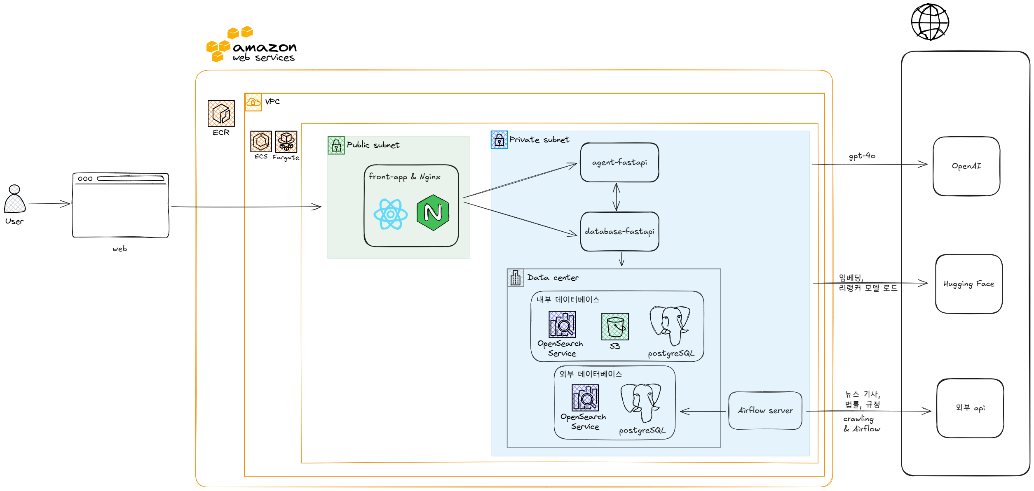 amazon
web services
ECR
VPC
ECS
Fargate
Public subnet
front-app & Nginx
Private subnet
agent-fastapi
database-fastapi
Data center
내부 데이터베이스
OpenSearch
Service
S3
postgreSQL
외부 데이터베이스
OpenSearch
Service
postgreSQL
Airflow server
User
web
gpt-4o
OpenAI
임베딩,
리랭커 모델 로드
Hugging Face
뉴스 기사,
법률, 규정
crawling
& Airflow
외부 api